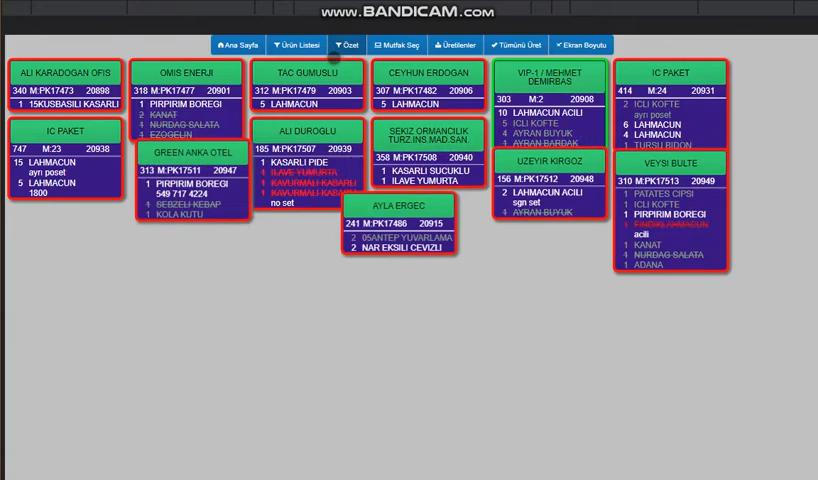 www.BANDICAM.com
Ana Sayfa
Ürün Listesi
Özet
Mutfak Seç
Üretilenler
Tümünü Üret
Ekran Boyutu
ALI KARADOGAN OFIS
340 M:PK17473 20898
1 15KUSBASILI KASARLI
OMIS ENERJI
318 M:PK17477 20901
1 PIRPIRIM BOREGI
2 KANAT
4 NURDAG SALATA
1 EZOGELIN
TAC GUMUSLU
312 M:PK17479 20903
5 LAHMACUN
CEYHUN ERDOGAN
307 M:PK17482 20906
5 LAHMACUN
VIP-1 / MEHMET
DEMIRBAS
303 M:2 20908
10 LAHMACUN ACILI
5 ICLI KOFTE
4 AYRAN BUYUK
4 AYRAN BARDAK
IC PAKET
414 M:24 20931
2 ICLI KOFTE
ayri poset
6 LAHMACUN
4 LAHMACUN
1 TURSU BIDON
IC PAKET
747 M:23 20938
15 LAHMACUN
ayri poset
5 LAHMACUN
1800
GREEN ANKA OTEL
313 M:PK17511 20947
1 PIRPIRIM BOREGI
549 717 4224
1 SEBZELI KEBAP
1 KOLA KUTU
ALI DUROGLU
185 M:PK17507 20939
1 KASARLI PIDE
1 ILAVE YUMURTA
1 KAVURMALI KASARLI
1 KAVURMALI KASARLI
no set
SEKIZ ORMANCILIK
TURZ.INS.MAD.SAN.
358 M:PK17508 20940
1 KASARLI SUCUKLU
1 ILAVE YUMURTA
AYLA ERGEC
241 M:PK17486 20915
2 05ANTEP YUVARLAMA
2 NAR EKSILI CEVIZLI
UZEYIR KIRGOZ
156 M:PK17512 20948
2 LAHMACUN ACILI
sgn set
4 AYRAN BUYUK
VEYSI BULTE
310 M:PK17513 20949
1 PATATES CIPSI
1 ICLI KOFTE
1 PIRPIRIM BOREGI
1 FINDIKLAHMACUN
acili
1 KANAT
4 NURDAG SALATA
1 ADANA